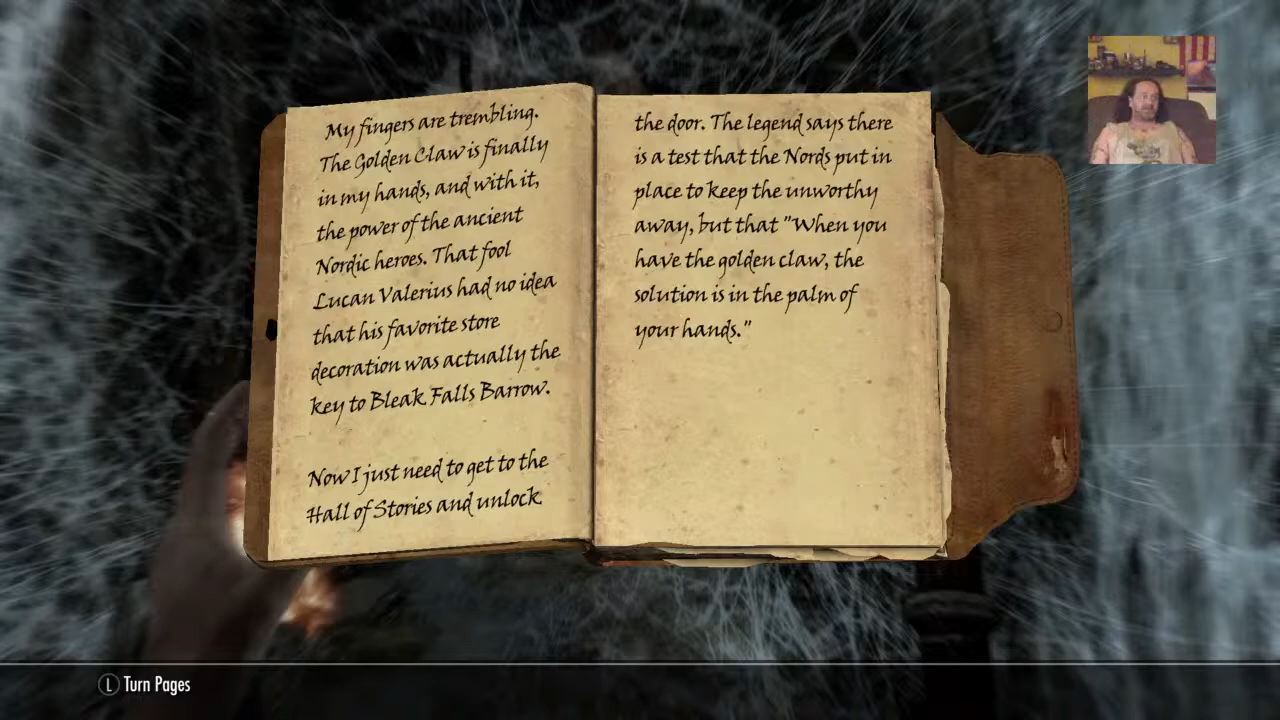 My fingers are trembling.
The Golden Claw is finally
in my hands, and with it,
the power of the ancient
Nordic heroes. That fool
Lucan Valerius had no idea
that his favorite store
decoration was actually the
key to Bleak Falls Barrow.
Now I just need to get to the
Hall of Stories and unlock
the door. The legend says there
is a test that the Nords put in
place to keep the unworthy
away, but that "When you
have the golden claw, the
solution is in the palm of
your hands."
L Turn Pages